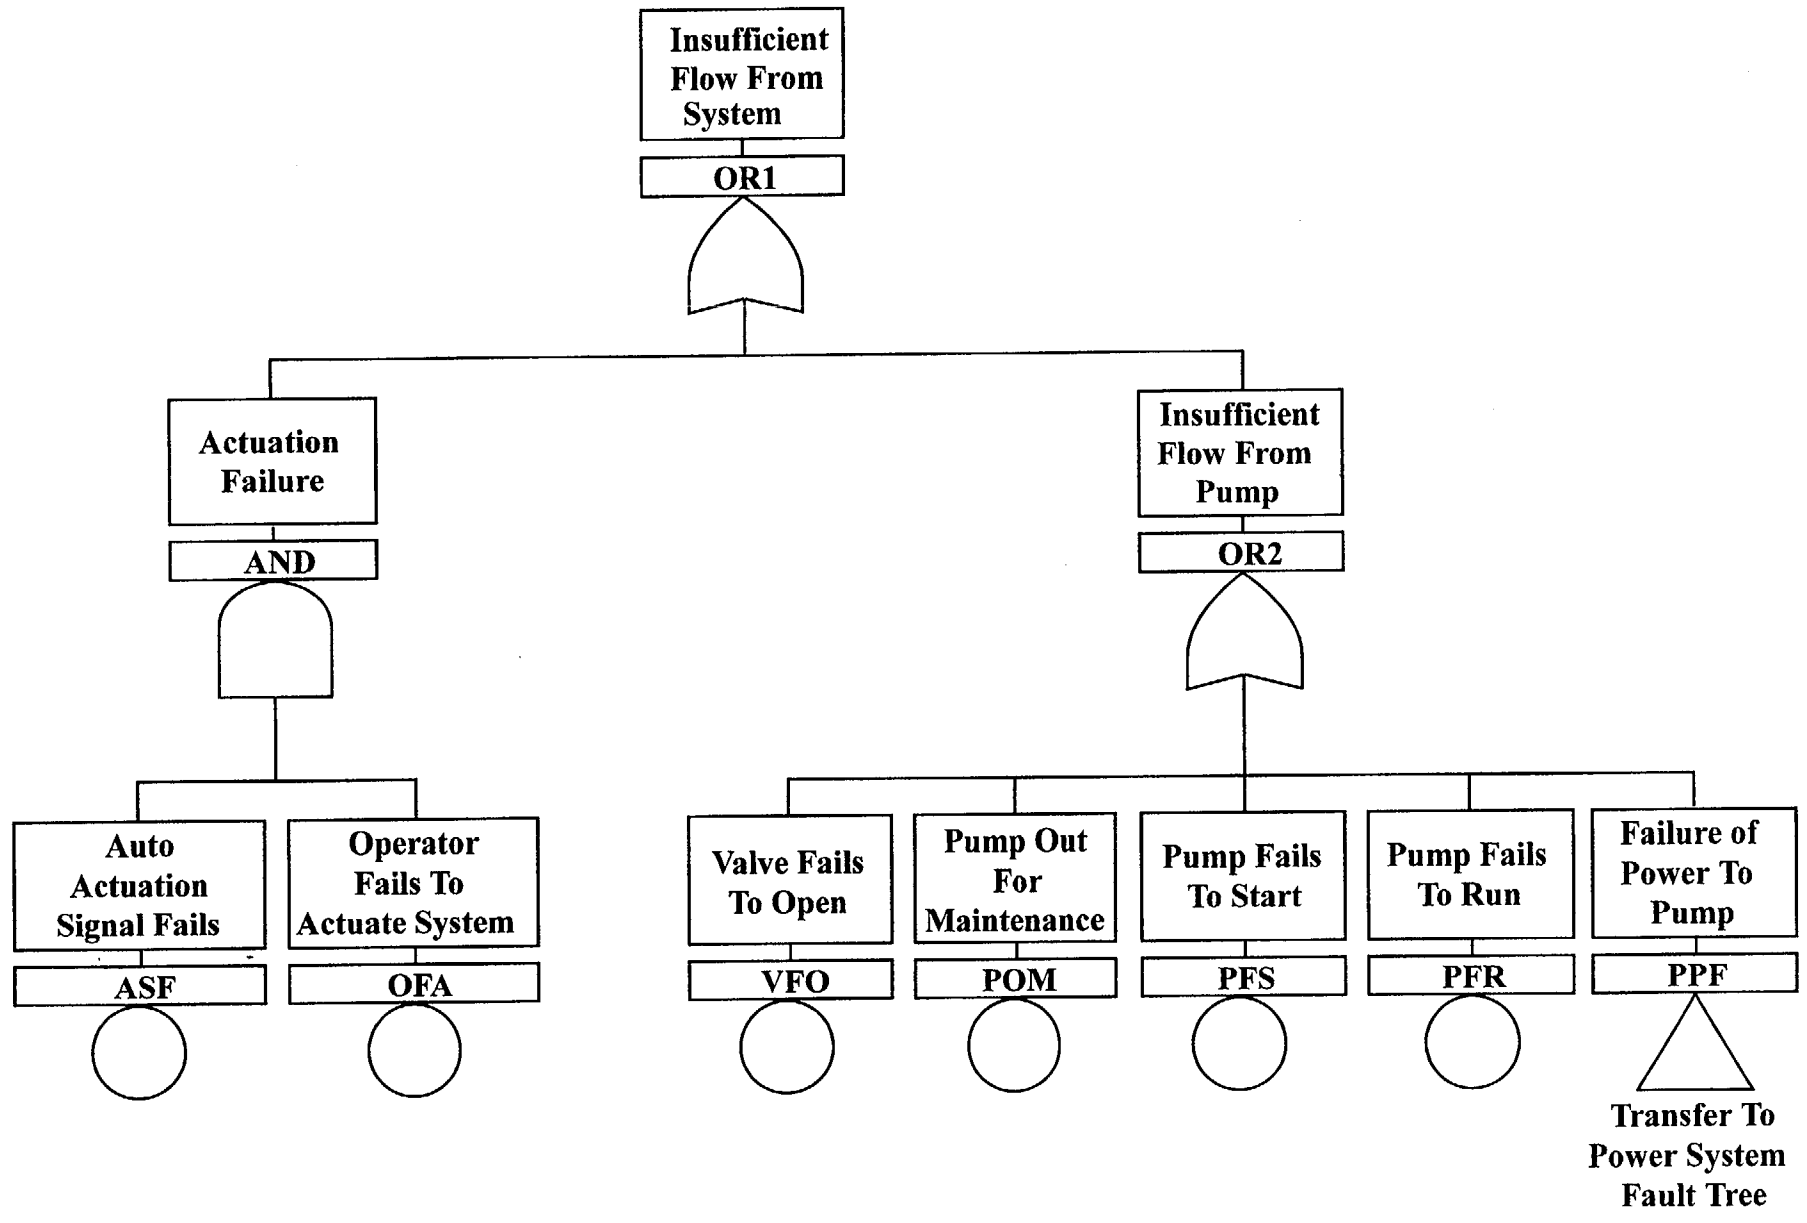 Insufficient
Flow From
System
OR1
Actuation
Failure
AND
Insufficient
Flow From
Pump
OR2
Auto
Actuation
Signal Fails
ASF
Operator
Fails To
Actuate System
OFA
Valve Fails
To Open
VFO
Pump Out
For
Maintenance
POM
Pump Fails
To Start
PFS
Pump Fails
To Run
PFR
Failure of
Power To
Pump
PPF
Transfer To
Power System
Fault Tree